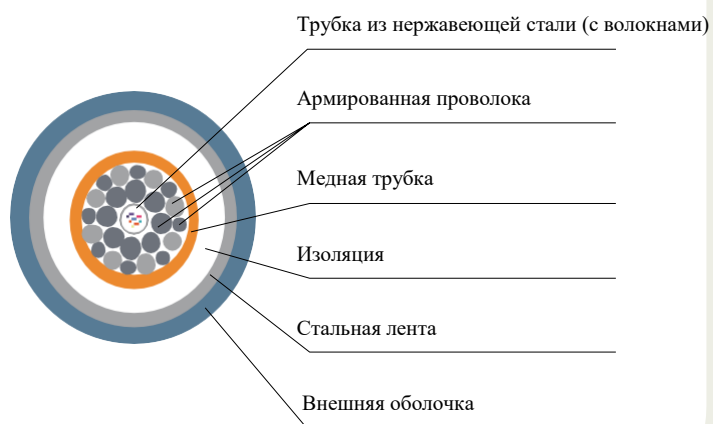 Трубка из нержавеющей стали (с волокнами)
Армированная проволока
Медная трубка
Изоляция
Стальная лента
Внешняя оболочка